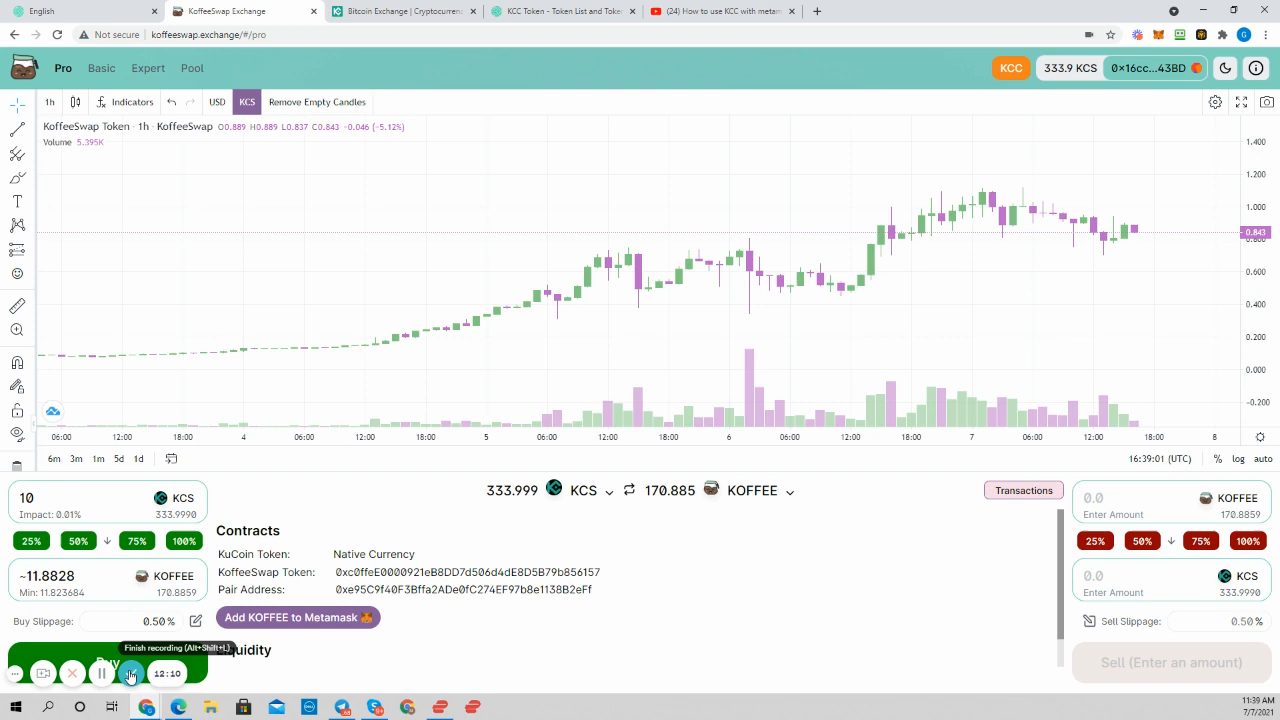 English
KoffeeSwap Exchange
Bitcoin Exchange | Cryptocurren
KCC Token - Token List and Toke
(24) How to use KCC with metam
Not secure
koffeeswap.exchange/#/pro
Pro
Basic
Expert
Pool
KCC
333.9 KCS
0×16cc...43BD
1h
Indicators
USD
KCS
Remove Empty Candles
KoffeeSwap Token · 1h · KoffeeSwap O0.889 H0.889 L0.837 C0.843 -0.046 (-5.12%)
Volume 5.395K
1.400
1.200
1.000
0.843
0.800
0.600
0.400
0.200
0.000
-0.200
06:00 12:00 18:00 4 06:00 12:00 18:00 5 06:00 12:00 18:00 6 06:00 12:00 18:00 7 06:00 12:00 18:00 8
6m 3m 1m 5d 1d
16:39:01 (UTC)
% log auto
10
KCS
Impact: 0.01%
333.9990
25% 50% ↓ 75% 100%
~11.8828
KOFFEE
Min: 11.823684
170.8859
Buy Slippage:
0.50 %
Finish recording (Alt+Shift+L)
Buy
12:10
333.999 KCS
170.885 KOFFEE
Transactions
Contracts
KuCoin Token: Native Currency
KoffeeSwap Token: 0xc0ffeE0000921eB8DD7d506d4dE8D5B79b856157
Pair Address: 0xe95C9f40F3Bffa2ADe0fC274EF97b8e1138B2eFf
Add KOFFEE to Metamask
iquidity
0.0
KOFFEE
Enter Amount
170.8859
25% 50% ↓ 75% 100%
0.0
KCS
Enter Amount
333.9990
Sell Slippage:
0.50 %
Sell (Enter an amount)
11:39 AM
7/7/2021